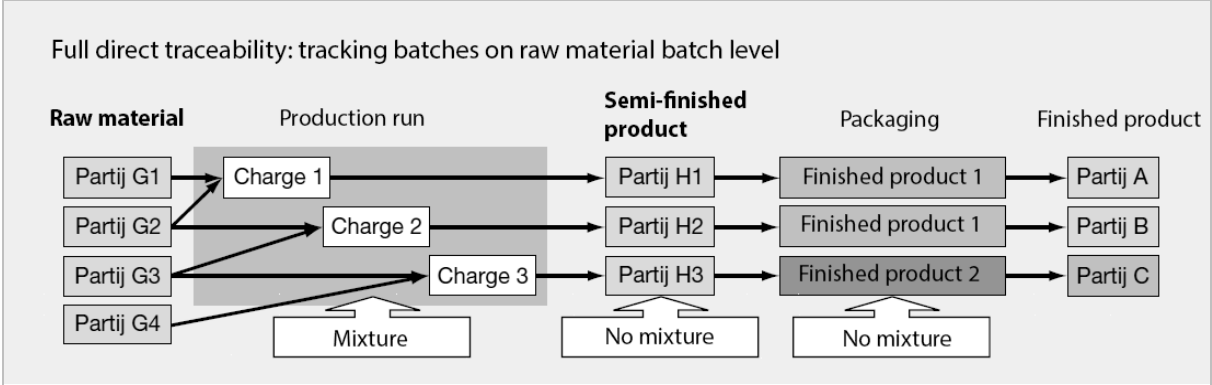 Full direct traceability: tracking batches on raw material batch level
Raw material
Production run
Semi-finished
product
Packaging
Finished product
Partij G1
Charge 1
Partij H1
Finished product 1
Partij A
Partij G2
Charge 2
Partij H2
Finished product 1
Partij B
Partij G3
Charge 3
Partij H3
Finished product 2
Partij C
Partij G4
Mixture
No mixture
No mixture